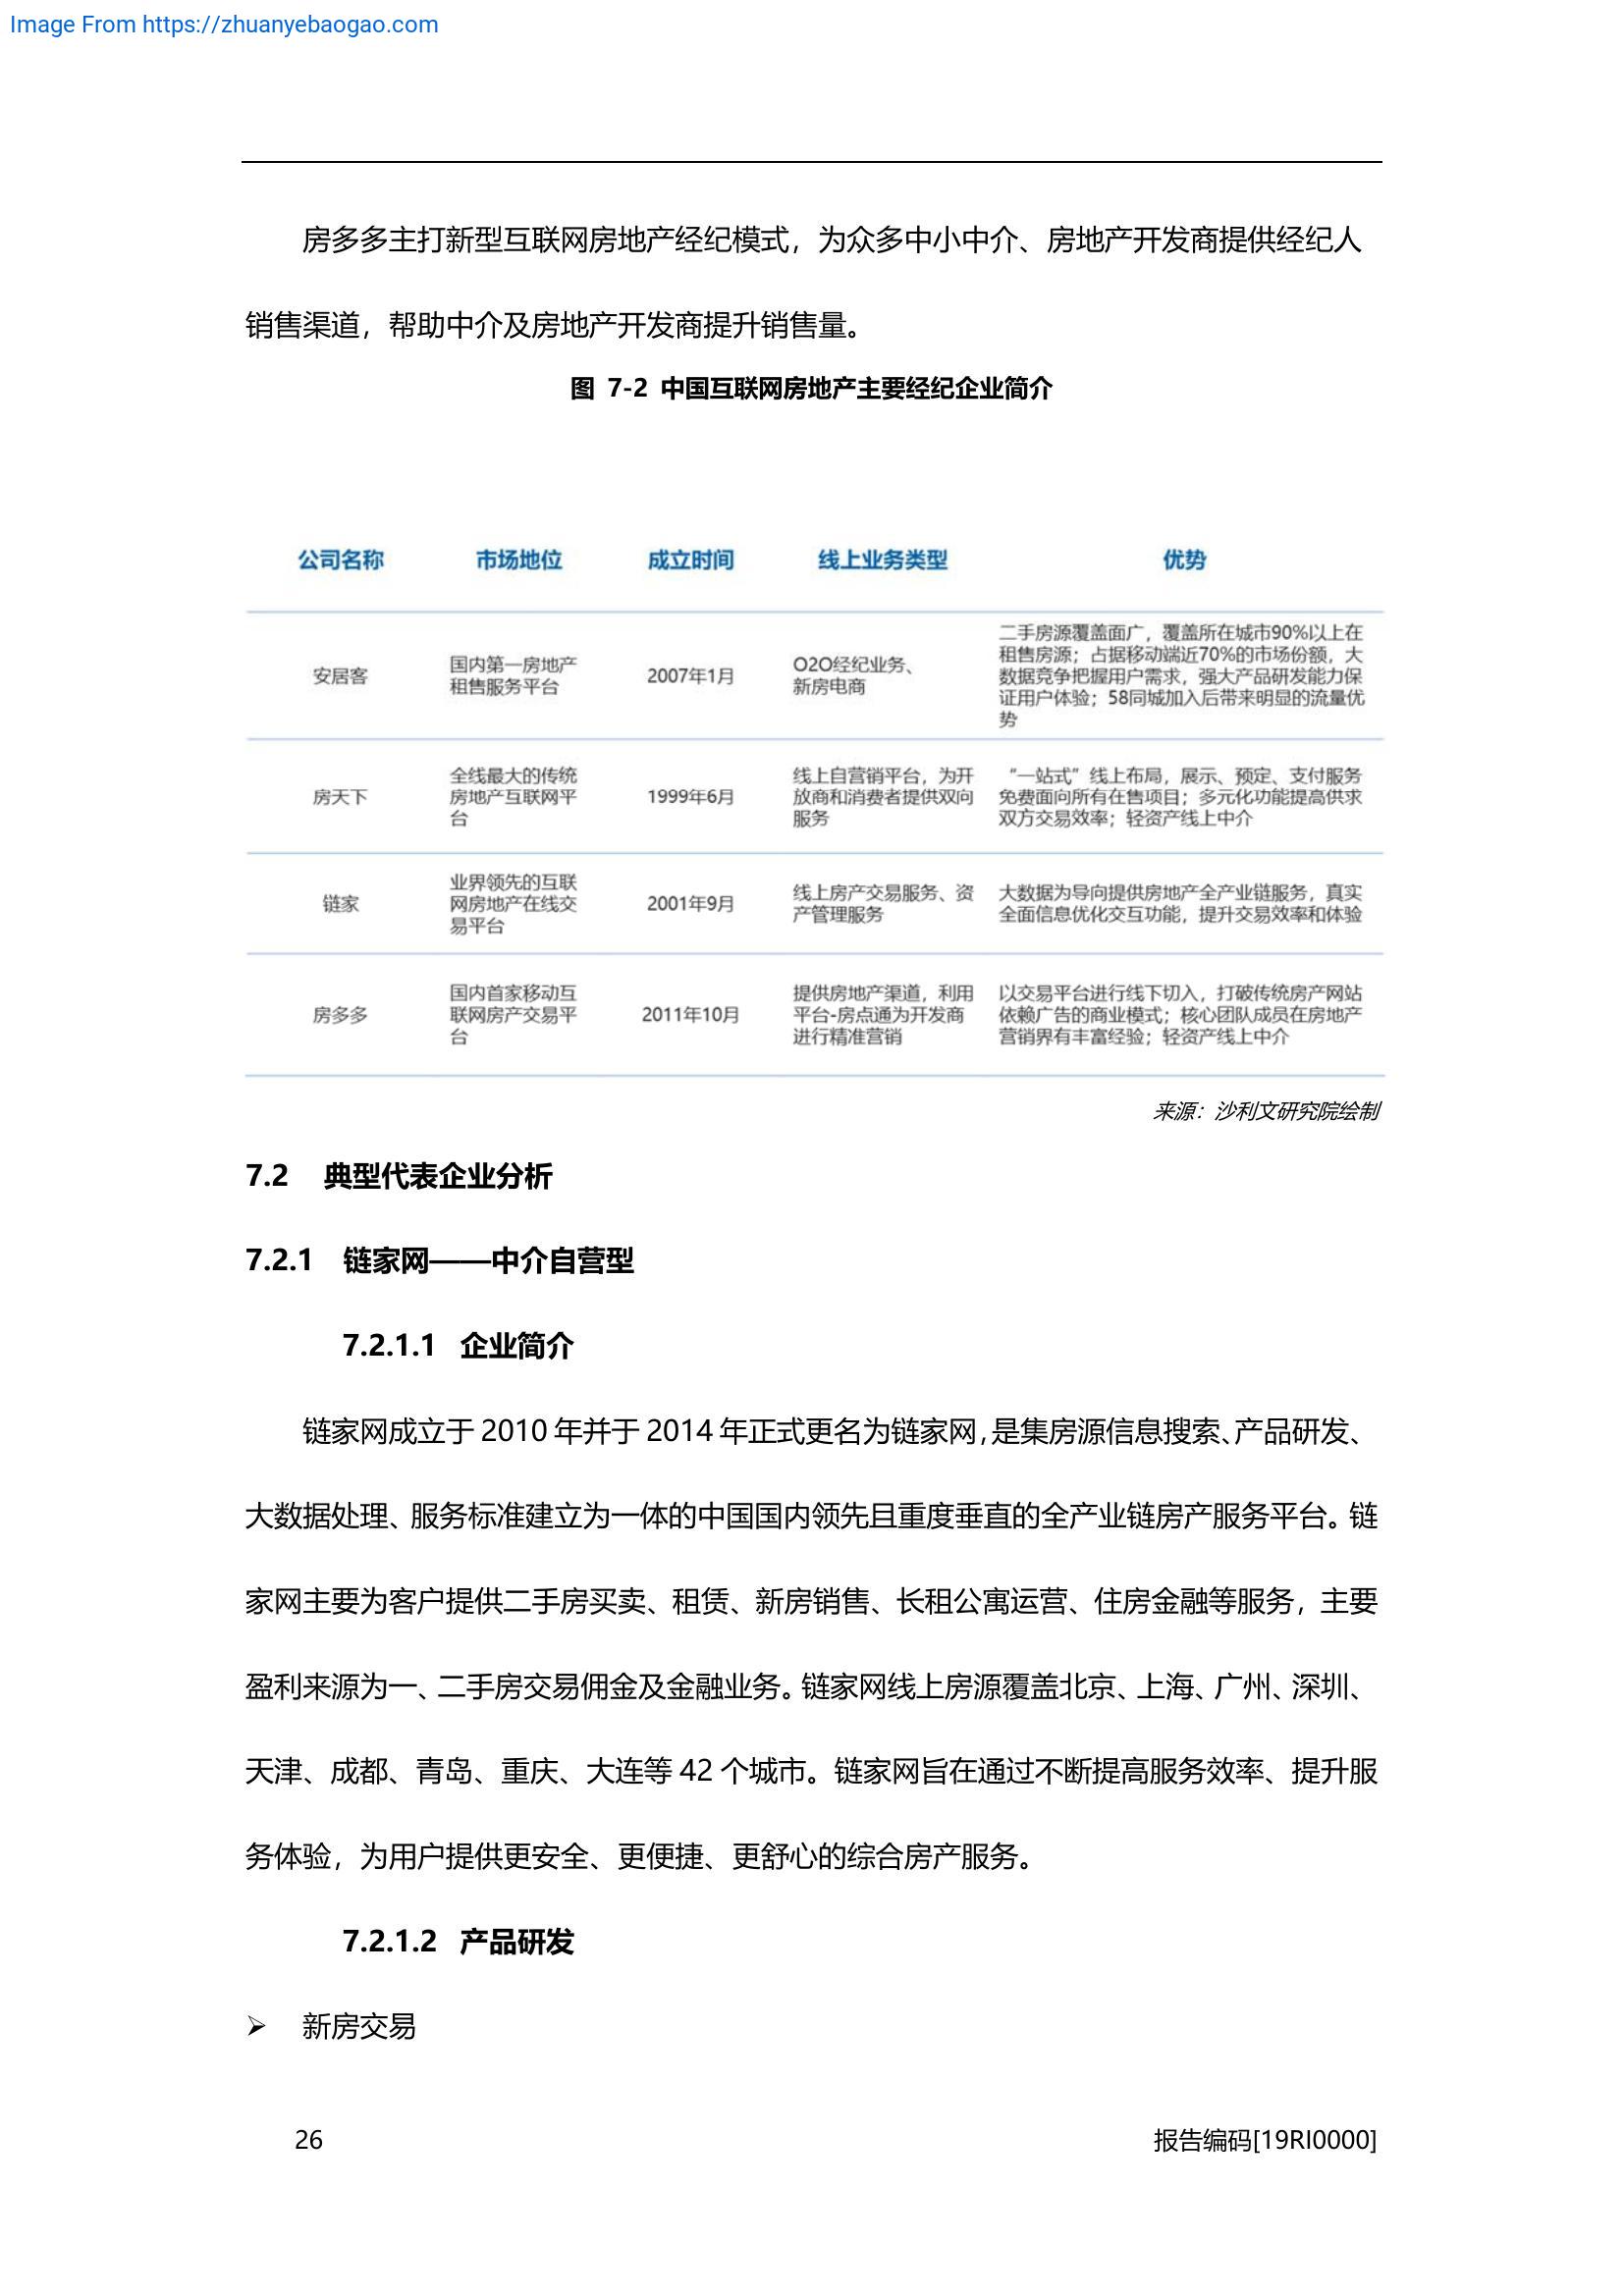 Image From https://zhuanyebaogao.com
房多多主打新型互联网房地产经纪模式，为众多中小中介、房地产开发商提供经纪人
销售渠道，帮助中介及房地产开发商提升销售量。
图 7-2 中国互联网房地产主要经纪企业简介
公司名称 市场地位 成立时间 线上业务类型 优势
安居客
国内第一房地产
租售服务平台
2007年1月
O2O经纪业务、
新房电商
二手房源覆盖面广，覆盖所在城市90%以上在
租售房源；占据移动端近70%的市场份额，大
数据竞争把握用户需求，强大产品研发能力保
证用户体验；58同城加入后带来明显的流量优
势
房天下
全线最大的传统
房地产互联网平
台
1999年6月
线上自营销平台，为开
放商和消费者提供双向
服务
“一站式”线上布局，展示、预定、支付服务
免费面向所有在售项目；多元化功能提高供求
双方交易效率；轻资产线上中介
链家
业界领先的互联
网房地产在线交
易平台
2001年9月
线上房产交易服务、资
产管理服务
大数据为导向提供房地产全产业链服务，真实
全面信息优化交互功能，提升交易效率和体验
房多多
国内首家移动互
联网房产交易平
台
2011年10月
提供房地产渠道，利用
平台-房点通为开发商
进行精准营销
以交易平台进行线下切入，打破传统房产网站
依赖广告的商业模式；核心团队成员在房地产
营销界有丰富经验；轻资产线上中介
来源：沙利文研究院绘制
7.2 典型代表企业分析
7.2.1 链家网——中介自营型
7.2.1.1 企业简介
链家网成立于 2010 年并于 2014 年正式更名为链家网，是集房源信息搜索、产品研发、
大数据处理、服务标准建立为一体的中国国内领先且重度垂直的全产业链房产服务平台。链
家网主要为客户提供二手房买卖、租赁、新房销售、长租公寓运营、住房金融等服务，主要
盈利来源为一、二手房交易佣金及金融业务。链家网线上房源覆盖北京、上海、广州、深圳、
天津、成都、青岛、重庆、大连等 42 个城市。链家网旨在通过不断提高服务效率、提升服
务体验，为用户提供更安全、更便捷、更舒心的综合房产服务。
7.2.1.2 产品研发
➢ 新房交易
26 报告编码[19RI0000]